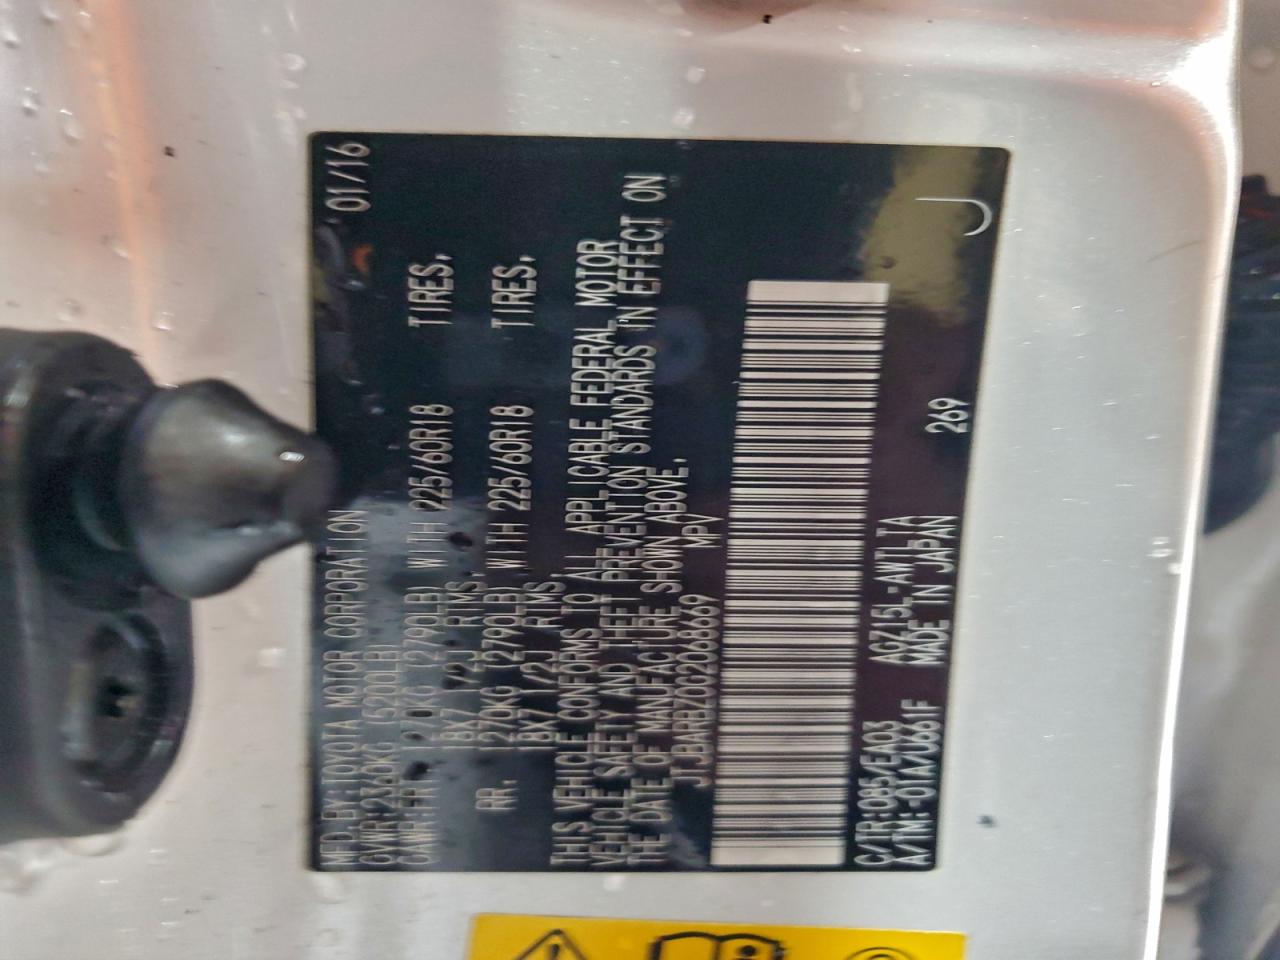 MFD.BY:TOYOTA MOTOR CORPORATION 01/16
GVWR:2360KG (5200LB)
GAWR:FR. 1270KG (2790LB) WITH 225/60R18 TIRES,
18X7 1/2J RIMS,
RR. 1270KG (2790LB) WITH 225/60R18 TIRES,
18X7 1/2J RIMS,
THIS VEHICLE CONFORMS TO ALL APPLICABLE FEDERAL MOTOR
VEHICLE SAFETY AND THEFT PREVENTION STANDARDS IN EFFECT ON
THE DATE OF MANUFACTURE SHOWN ABOVE.
MPV
C/TR:085/EA03 AGZ15L-AWLTA
A/TM:-01A/U661F MADE IN JAPAN 269
J